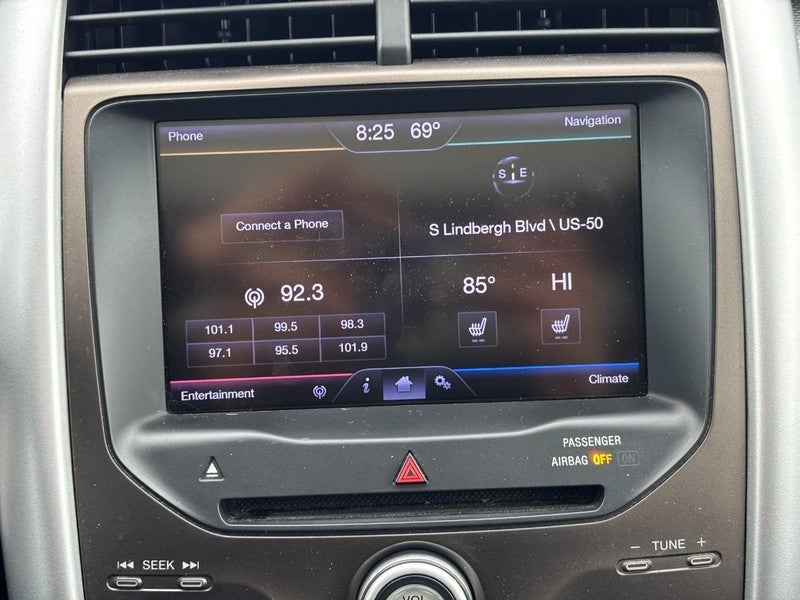 Phone
8:25 69°
Navigation
S E
Connect a Phone
S Lindbergh Blvd \ US-50
92.3
85° HI
101.1 99.5 98.3
97.1 95.5 101.9
Entertainment
i
Climate
PASSENGER
AIRBAG OFF ON
SEEK
- TUNE +
VOL